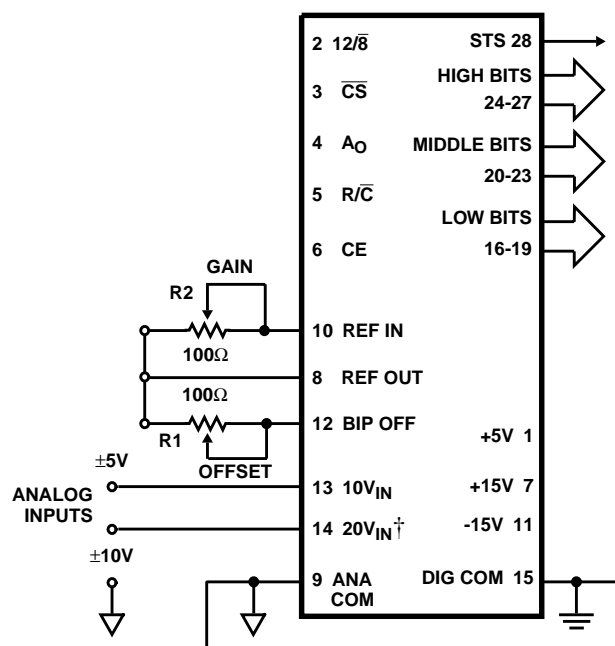 2 12/8̅
STS 28
HIGH BITS
24-27
3 C̅S̅
4 AO
MIDDLE BITS
20-23
5 R/C̅
LOW BITS
16-19
6 CE
GAIN
R2
100Ω
10 REF IN
8 REF OUT
100Ω
R1
12 BIP OFF
OFFSET
+5V 1
±5V
ANALOG
INPUTS
13 10VIN
+15V 7
14 20VIN†
-15V 11
±10V
9 ANA
COM
DIG COM 15